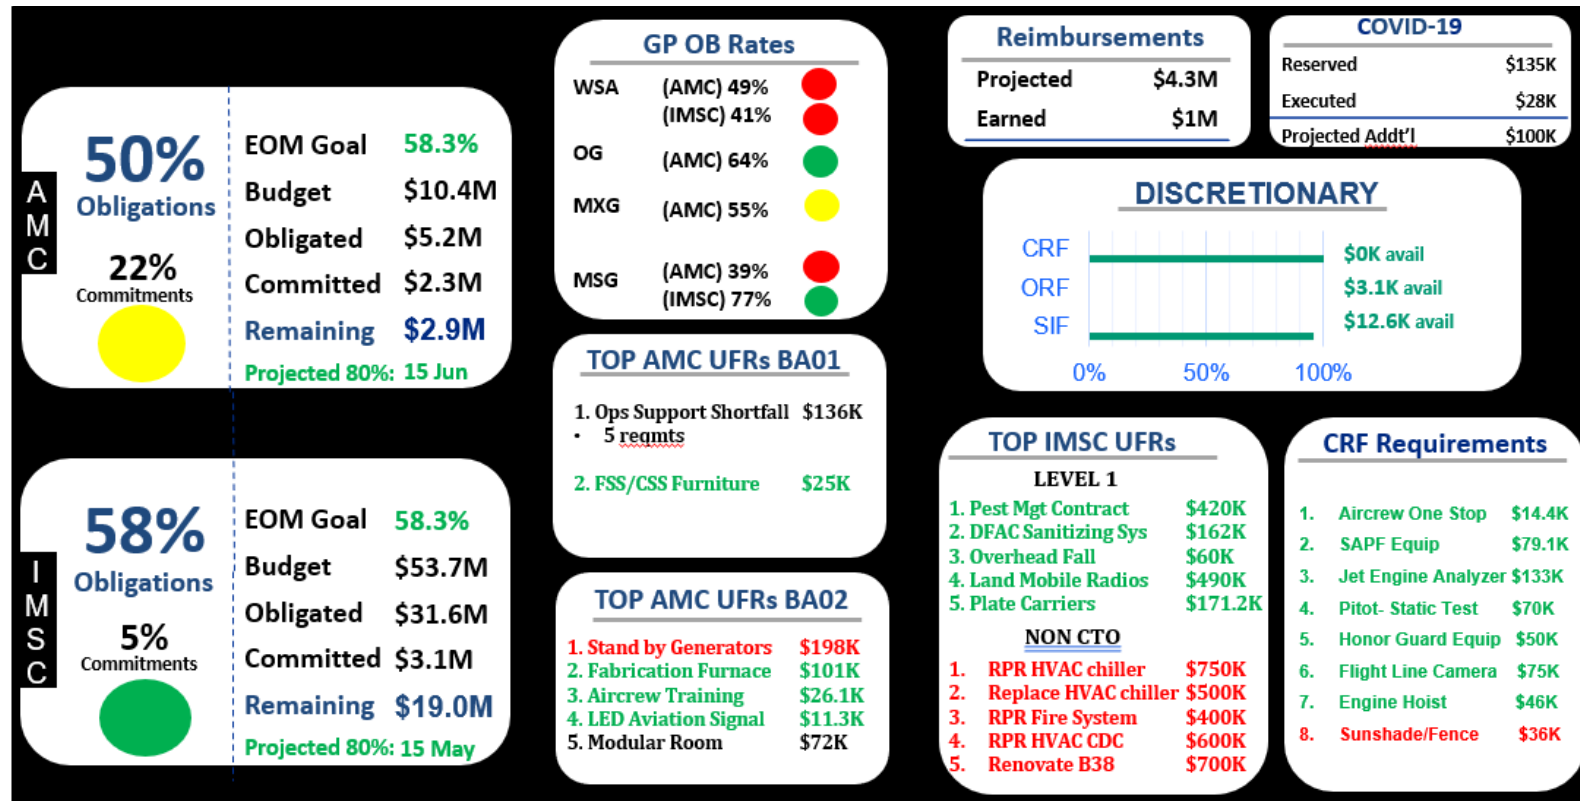 AMC
50%
Obligations
22%
Commitments
EOM Goal 58.3%
Budget $10.4M
Obligated $5.2M
Committed $2.3M
Remaining $2.9M
Projected 80%: 15 Jun
IMSC
58%
Obligations
5%
Commitments
EOM Goal 58.3%
Budget $53.7M
Obligated $31.6M
Committed $3.1M
Remaining $19.0M
Projected 80%: 15 May
GP OB Rates
WSA (AMC) 49%
(IMSC) 41%
OG (AMC) 64%
MXG (AMC) 55%
MSG (AMC) 39%
(IMSC) 77%
TOP AMC UFRs BA01
1. Ops Support Shortfall $136K
• 5 reqmts
2. FSS/CSS Furniture $25K
TOP AMC UFRs BA02
1. Stand by Generators $198K
2. Fabrication Furnace $101K
3. Aircrew Training $26.1K
4. LED Aviation Signal $11.3K
5. Modular Room $72K
Reimbursements
Projected $4.3M
Earned $1M
COVID-19
Reserved $135K
Executed $28K
Projected Addt'l $100K
DISCRETIONARY
CRF $0K avail
ORF $3.1K avail
SIF $12.6K avail
0% 50% 100%
TOP IMSC UFRs
LEVEL 1
1. Pest Mgt Contract $420K
2. DFAC Sanitizing Sys $162K
3. Overhead Fall $60K
4. Land Mobile Radios $490K
5. Plate Carriers $171.2K
NON CTO
1. RPR HVAC chiller $750K
2. Replace HVAC chiller $500K
3. RPR Fire System $400K
4. RPR HVAC CDC $600K
5. Renovate B38 $700K
CRF Requirements
1. Aircrew One Stop $14.4K
2. SAPF Equip $79.1K
3. Jet Engine Analyzer $133K
4. Pitot- Static Test $70K
5. Honor Guard Equip $50K
6. Flight Line Camera $75K
7. Engine Hoist $46K
8. Sunshade/Fence $36K